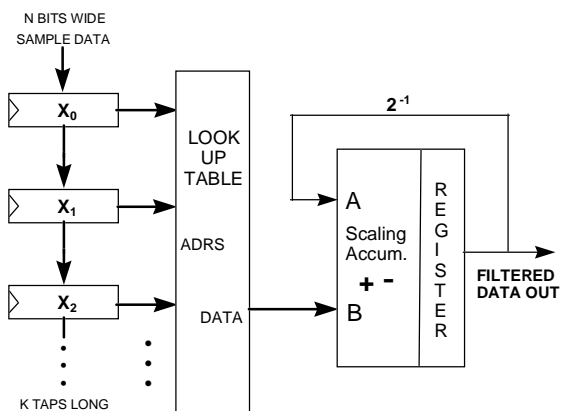 N BITS WIDE
SAMPLE DATA
X₀
X₁
X₂
K TAPS LONG
LOOK
UP
TABLE
ADRS
DATA
2⁻¹
A
Scaling
Accum.
+ -
B
REGISTER
FILTERED
DATA OUT